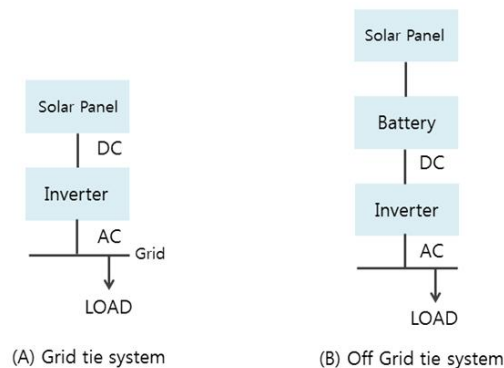 Solar Panel
DC
Inverter
AC
Grid
LOAD
(A) Grid tie system
Solar Panel
Battery
DC
Inverter
AC
LOAD
(B) Off Grid tie system